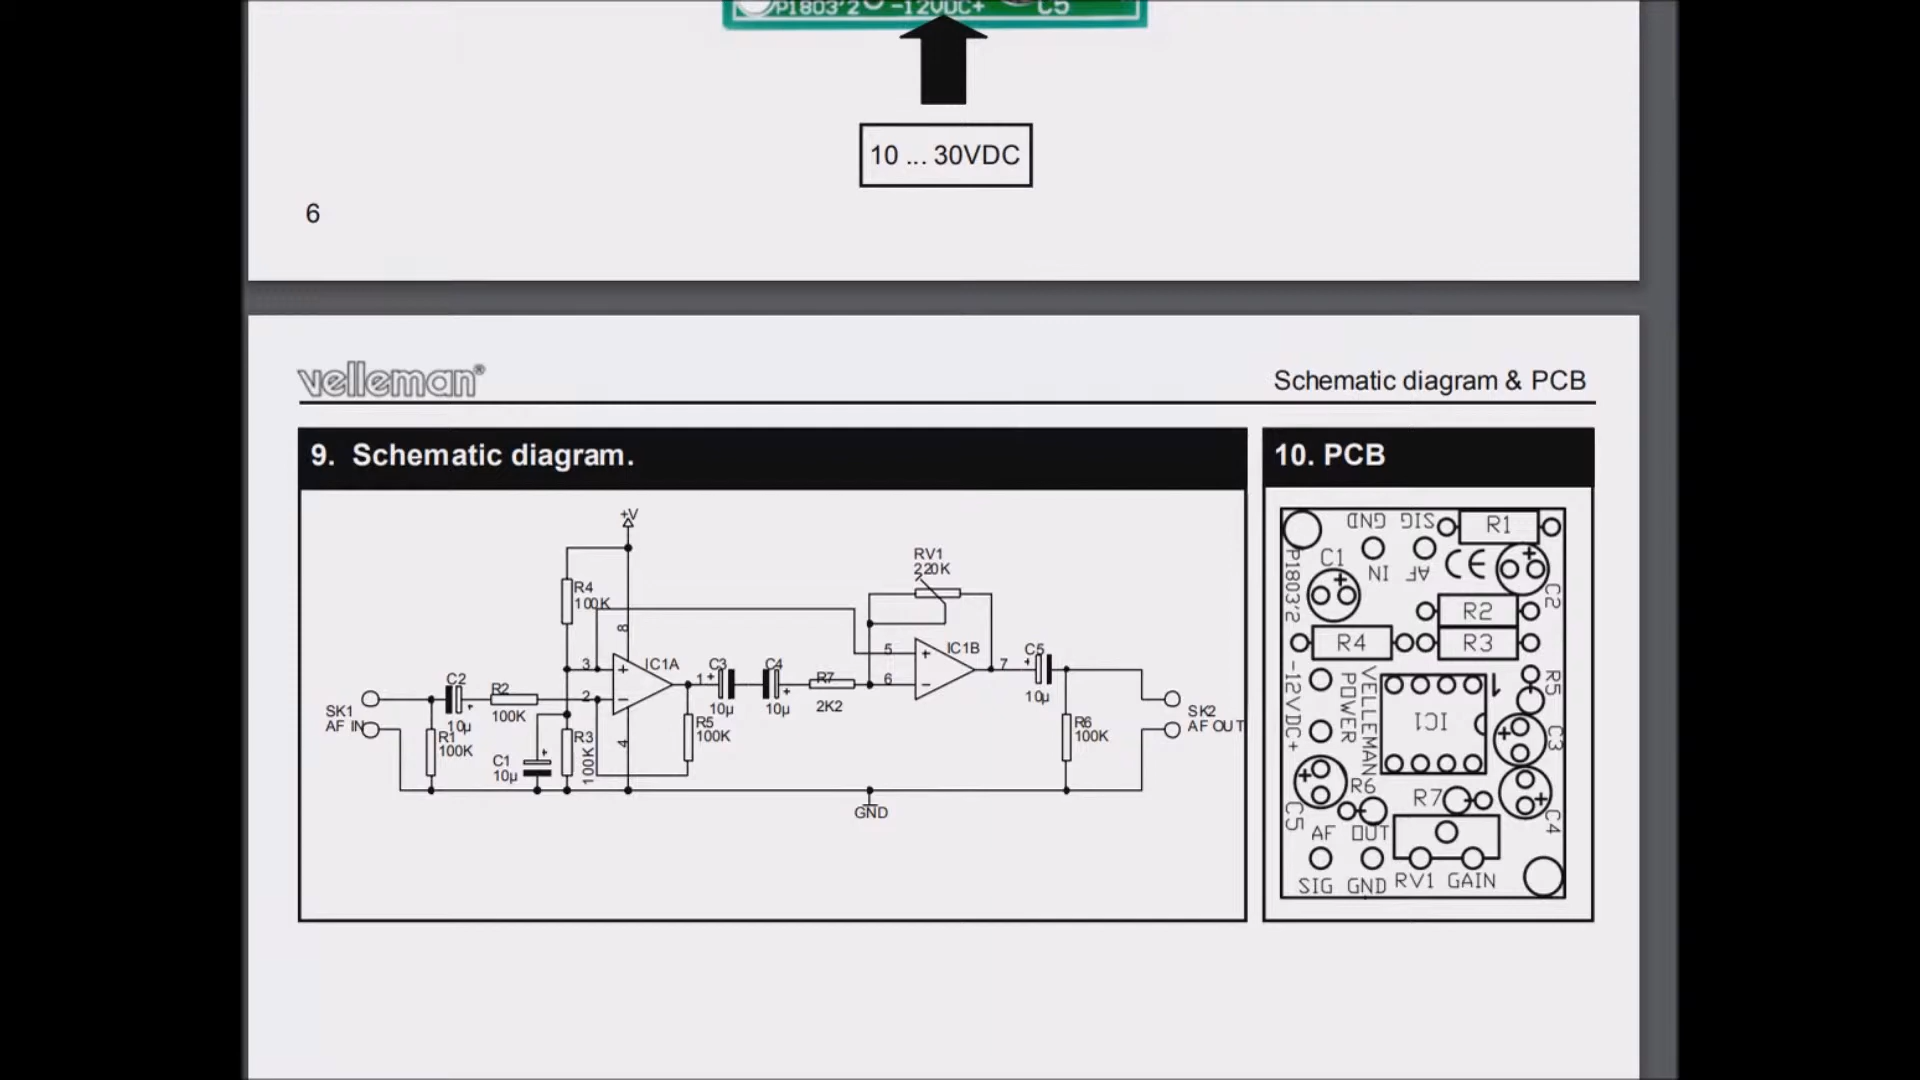 P1803'2 -12VDC+ C5
10 ... 30VDC
6
velleman®
Schematic diagram & PCB
9. Schematic diagram.
+V
R4
100K
8
3
2
+
−
IC1A
1
4
C2
10µ
R2
100K
SK1
AF IN
R1
100K
C1
10µ
+
R3
100K
C3
+
10µ
C4
+
10µ
R5
100K
R7
2K2
RV1
220K
5
6
+
−
IC1B
7
C5
+
10µ
R6
100K
SK2
AF OUT
GND
10. PCB
GND SIG R1
P1803'2
C1
+
IN AF CE
+
C2
R2
R4 R3
-12VDC+
POWER
VELLEMAN
IC1
1
R5
+
C3
+
C5
R6
R7
+
C4
AF OUT
SIG GND RV1 GAIN